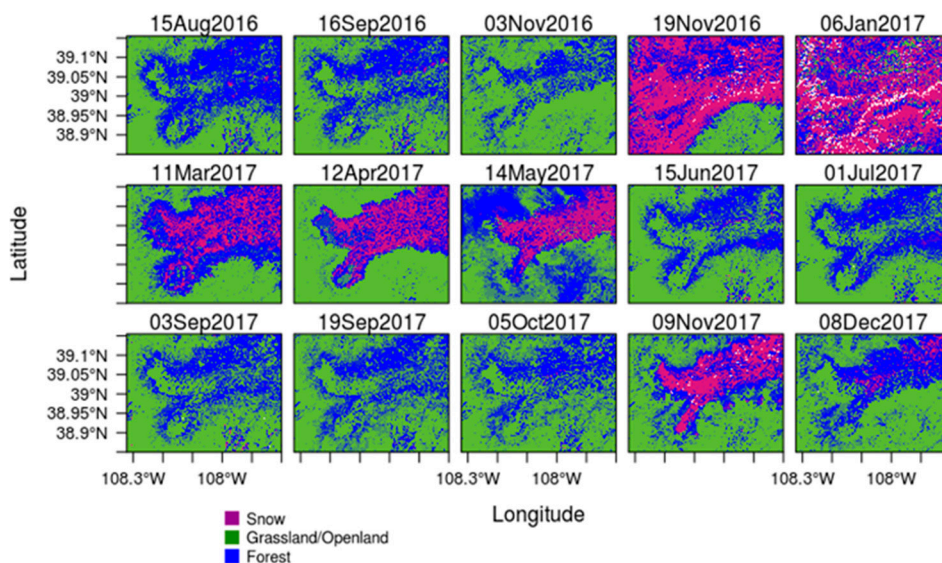 15Aug2016 16Sep2016 03Nov2016 19Nov2016 06Jan2017
39.1°N
39.05°N
39°N
38.95°N
38.9°N
11Mar2017 12Apr2017 14May2017 15Jun2017 01Jul2017
Latitude
03Sep2017 19Sep2017 05Oct2017 09Nov2017 08Dec2017
39.1°N
39.05°N
39°N
38.95°N
38.9°N
108.3°W 108°W 108.3°W 108°W 108.3°W 108°W
Longitude
Snow
Grassland/Openland
Forest